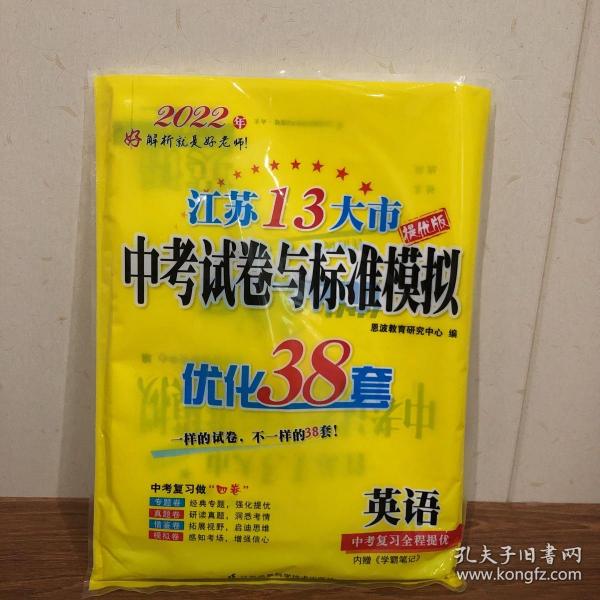 2022年
好解析就是好老师!
江苏13大市
提优版
中考试卷与标准模拟
恩波教育研究中心 编
优化38套
一样的试卷，不一样的38套!
中考复习做“四卷”
专题卷 经典专题，强化提优
真题卷 研读真题，洞悉考情
借鉴卷 拓展视野，启迪思维
模拟卷 感知考场，增强信心
英语
中考复习全程提优
内赠《学霸笔记》
孔夫子旧书网
www.kongfz.com